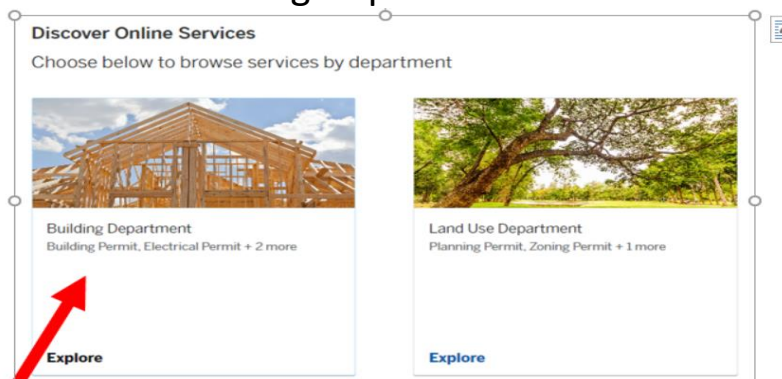 Discover Online Services
Choose below to browse services by department
Building Department
Building Permit, Electrical Permit + 2 more
Explore
Land Use Department
Planning Permit, Zoning Permit + 1 more
Explore